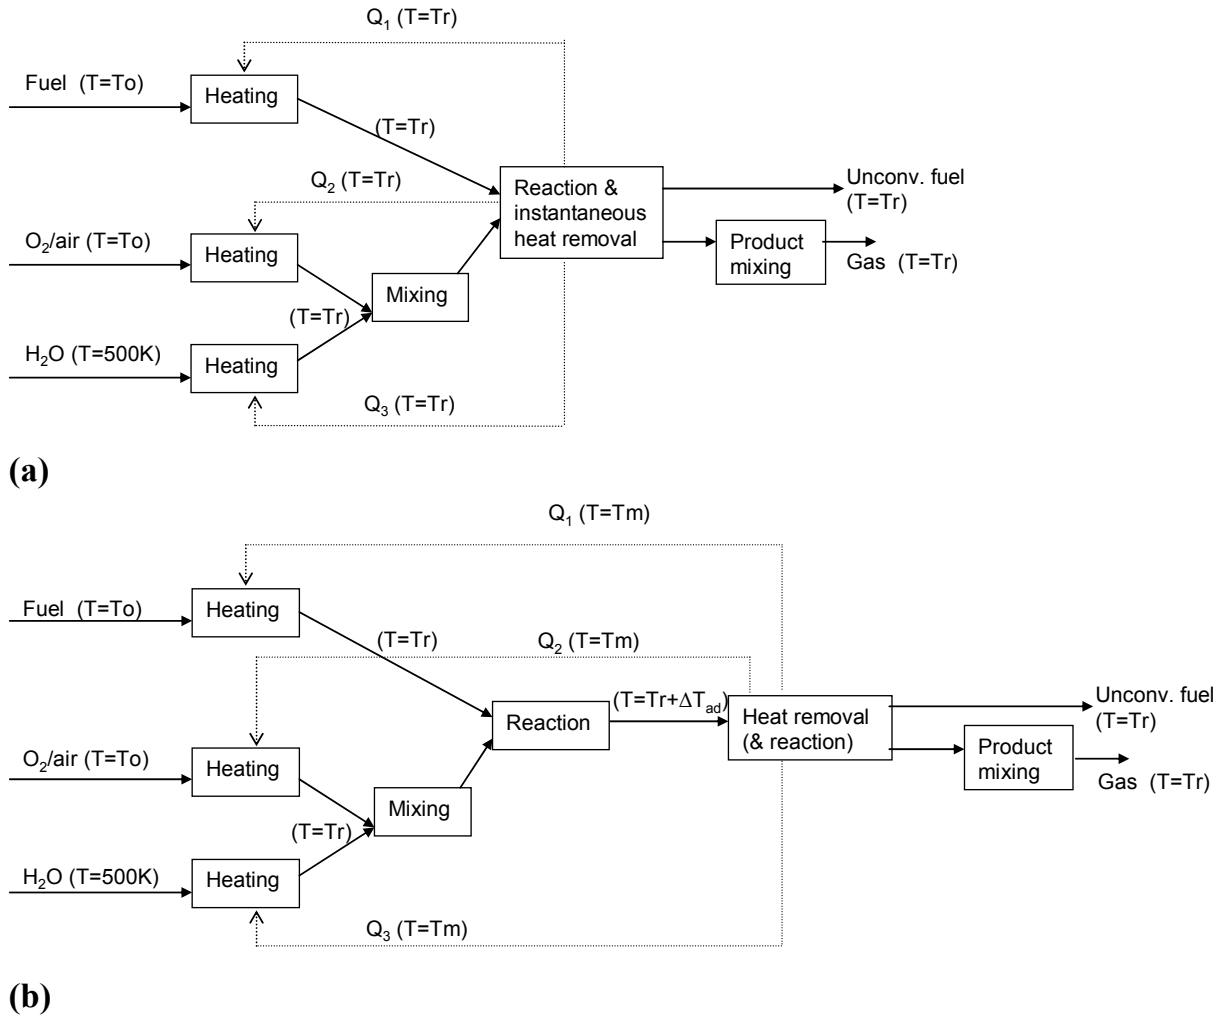 Q₁ (T=Tr)
Fuel (T=To)
Heating
(T=Tr)
Q₂ (T=Tr)
Reaction &
instantaneous
heat removal
Unconv. fuel
(T=Tr)
O₂/air (T=To)
Heating
Product
mixing
Gas (T=Tr)
Mixing
(T=Tr)
H₂O (T=500K)
Heating
Q₃ (T=Tr)
(a)
Q₁ (T=Tm)
Fuel (T=To)
Heating
(T=Tr)
Q₂ (T=Tm)
(T=Tr+ΔTad)
Reaction
Heat removal
(& reaction)
Unconv. fuel
(T=Tr)
O₂/air (T=To)
Heating
Product
mixing
Gas (T=Tr)
Mixing
(T=Tr)
H₂O (T=500K)
Heating
Q₃ (T=Tm)
(b)